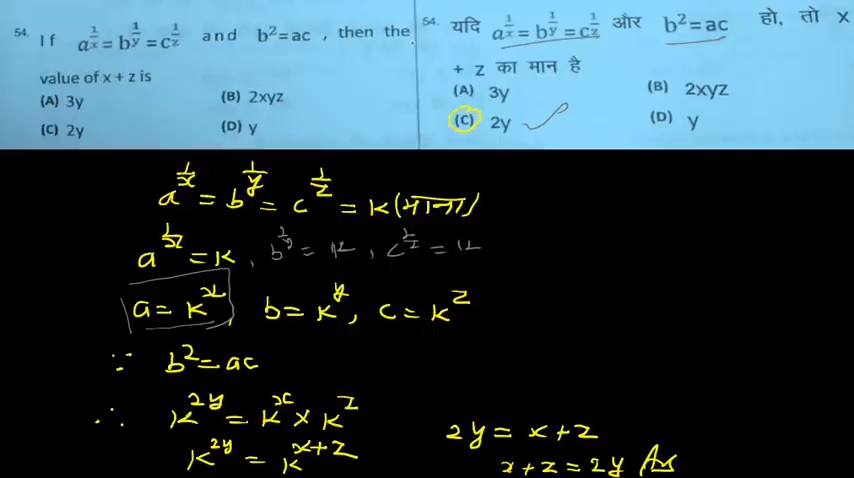 54. If a^{1/x} = b^{1/y} = c^{1/z} and b² = ac , then the
value of x + z is
(A) 3y (B) 2xyz
(C) 2y (D) y
54. यदि a^{1/x} = b^{1/y} = c^{1/z} और b² = ac हो, तो x
+ z का मान है
(A) 3y (B) 2xyz
(C) 2y (D) y
a^{1/x} = b^{1/y} = c^{1/z} = K (माना)
a^{1/x} = K , b^{1/y} = K , c^{1/z} = K
a = K^x , b = K^y , c = K^z
∵ b² = ac
∴ K^{2y} = K^x × K^z
K^{2y} = K^{x+z}
2y = x + z
x + z = 2y Ans